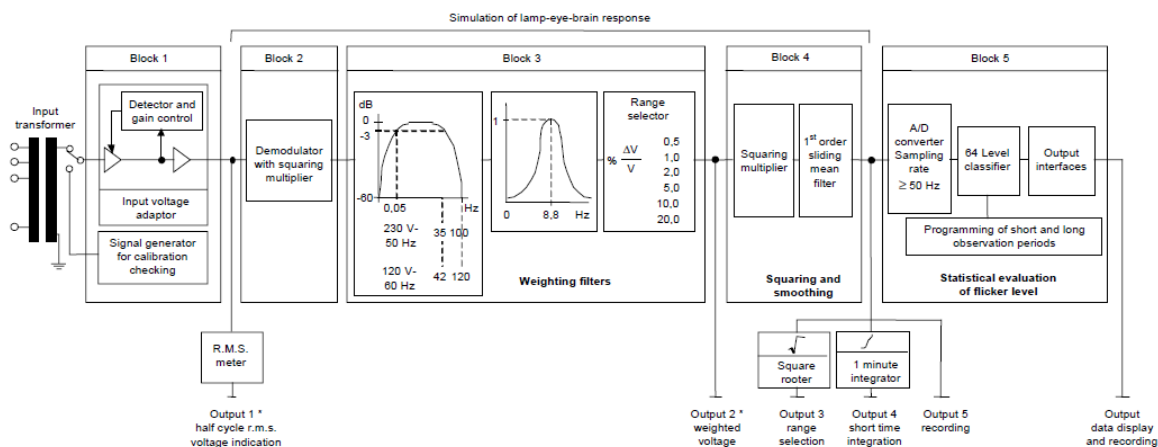 Simulation of lamp-eye-brain response
Block 1
Block 2
Block 3
Block 4
Block 5
Input
transformer
Detector and
gain control
Input voltage
adaptor
Signal generator
for calibration
checking
Demodulator
with squaring
multiplier
dB
0
-3
-60
0,05
Hz
230 V-
50 Hz
35 100
120 V-
60 Hz
42 120
1
0
8,8
Hz
Weighting filters
Range
selector
% ΔV
V
0,5
1,0
2,0
5,0
10,0
20,0
Squaring
multiplier
1st order
sliding
mean
filter
Squaring and
smoothing
A/D
converter
Sampling
rate
≥ 50 Hz
64 Level
classifier
Output
interfaces
Programming of short and long
observation periods
Statistical evaluation
of flicker level
R.M.S.
meter
√
Square
rooter
∫
1 minute
integrator
Output 1 *
half cycle r.m.s.
voltage indication
Output 2 *
weighted
voltage
Output 3
range
selection
Output 4
short time
integration
Output 5
recording
Output
data display
and recording